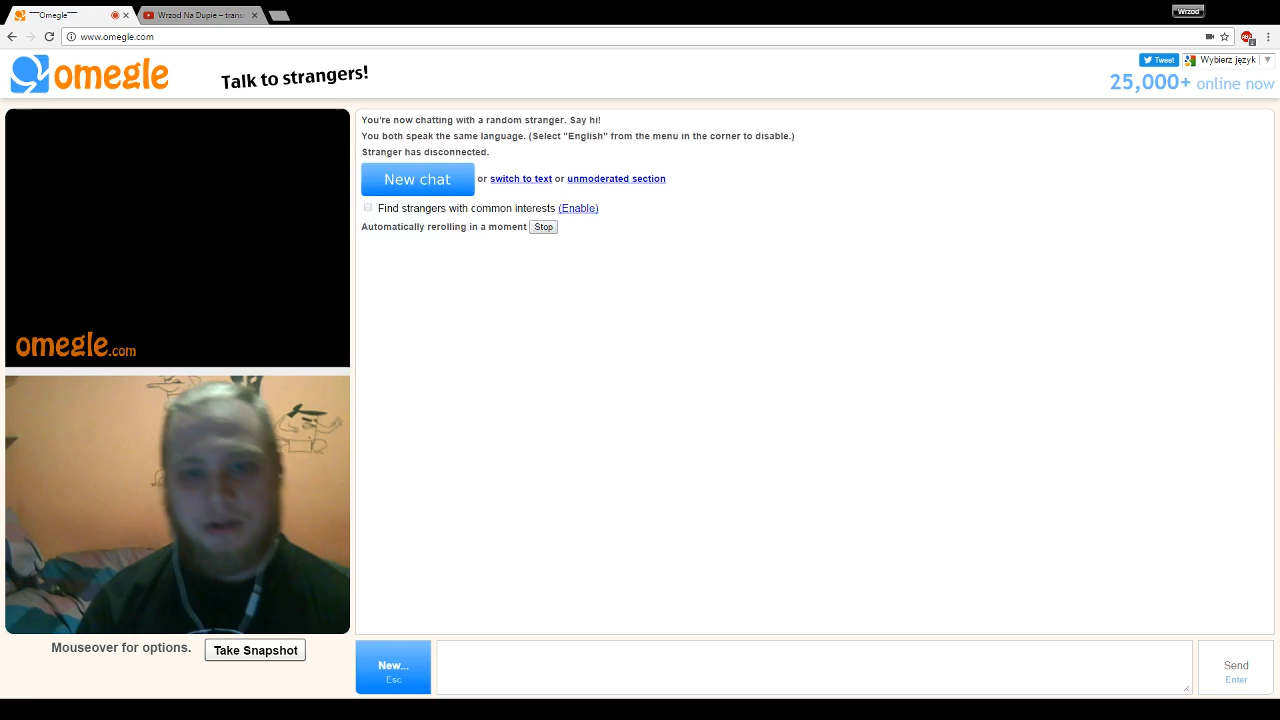 Omegle
Wrzod Na Dupie – trans
Wrzod
www.omegle.com
omegle
Talk to strangers!
Tweet
Wybierz język
25,000+ online now
You're now chatting with a random stranger. Say hi!
You both speak the same language. (Select "English" from the menu in the corner to disable.)
Stranger has disconnected.
New chat or switch to text or unmoderated section
Find strangers with common interests (Enable)
Automatically rerolling in a moment Stop
omegle.com
Mouseover for options. Take Snapshot
New...
Esc
Send
Enter